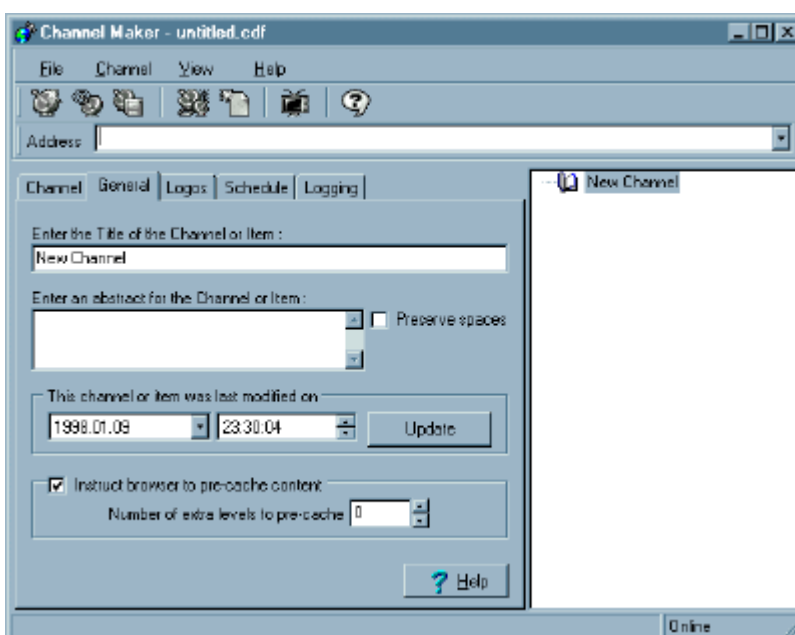 Channel Maker - untitled.cdf
File Channel View Help
Address
Channel General Logos Schedule Logging
New Channel
Enter the Title of the Channel or Item :
New Channel
Enter an abstract for the Channel or Item :
Preserve spaces
This channel or item was last modified on
1998.01.09 23:30:04 Update
Instruct browser to pre-cache content
Number of extra levels to pre-cache 0
? Help
Online